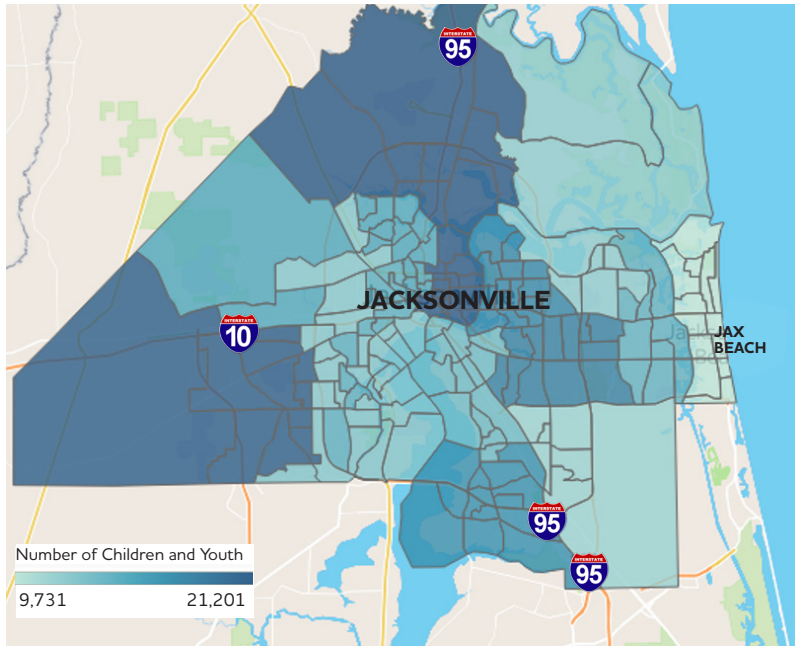 INTERSTATE
95
JACKSONVILLE
INTERSTATE
10
JAX
BEACH
INTERSTATE
95
INTERSTATE
95
Number of Children and Youth
9,731 21,201